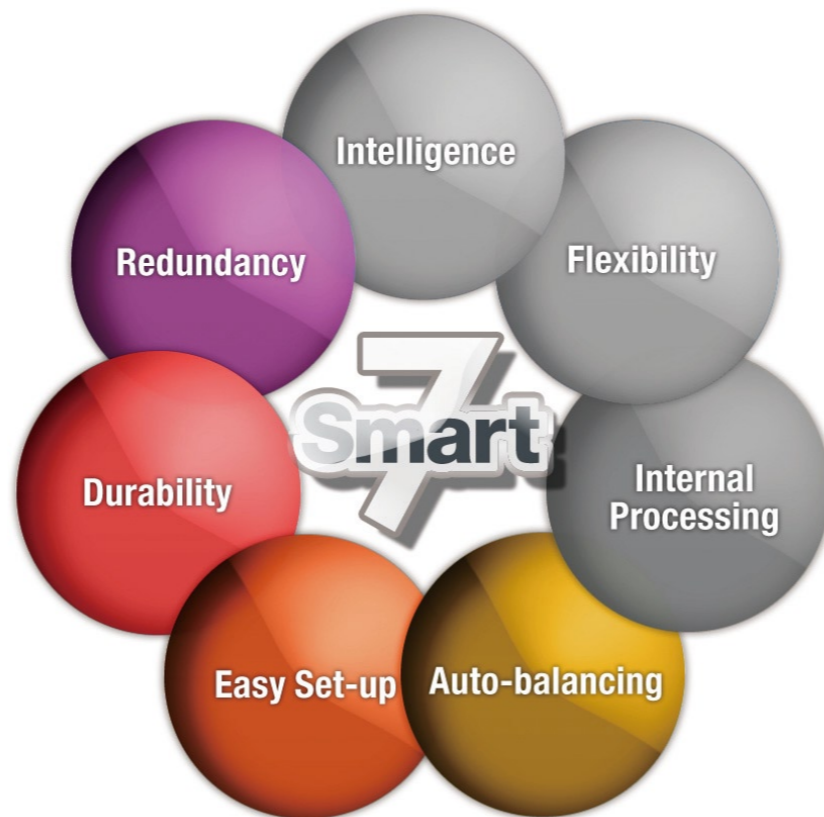 Intelligence
Redundancy
Flexibility
7
Smart
Durability
Internal
Processing
Easy Set-up
Auto-balancing